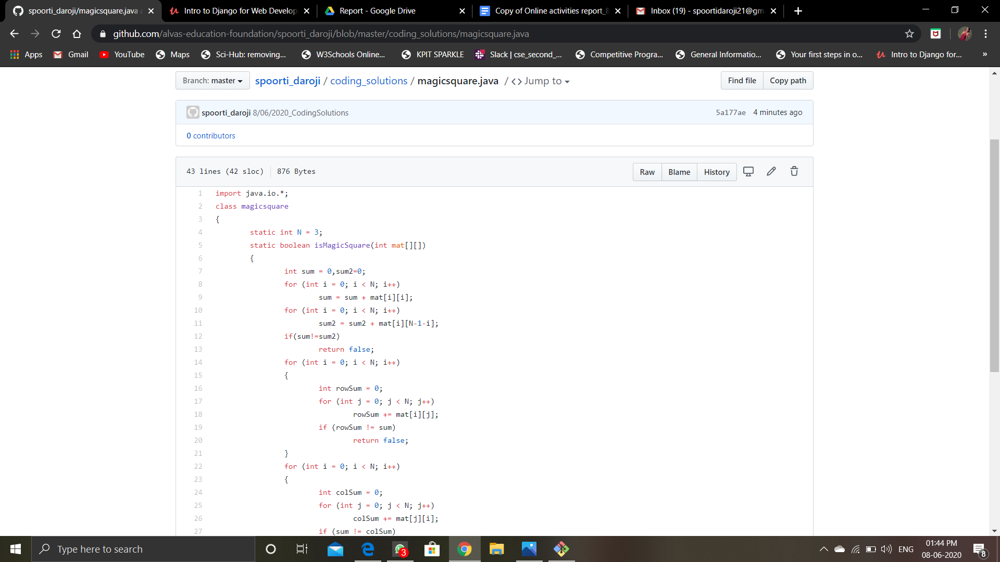 spoorti_daroji/magicsquare.java a
Intro to Django for Web Develop
Report - Google Drive
Copy of Online activities report_8
Inbox (19) - spoortidaroji21@gm
github.com/alvas-education-foundation/spoorti_daroji/blob/master/coding_solutions/magicsquare.java
Apps Gmail YouTube Maps Sci-Hub: removing... W3Schools Online... KPIT SPARKLE Slack | cse_second_... Competitive Progra... General Informatio... Your first steps in o... Intro to Django for... »
Branch: master spoorti_daroji / coding_solutions / magicsquare.java / <> Jump to Find file Copy path
spoorti_daroji 8/06/2020_CodingSolutions 5a177ae 4 minutes ago
0 contributors
43 lines (42 sloc) 876 Bytes Raw Blame History
1 import java.io.*;
2 class magicsquare
3 {
4 static int N = 3;
5 static boolean isMagicSquare(int mat[][])
6 {
7 int sum = 0,sum2=0;
8 for (int i = 0; i < N; i++)
9 sum = sum + mat[i][i];
10 for (int i = 0; i < N; i++)
11 sum2 = sum2 + mat[i][N-1-i];
12 if(sum!=sum2)
13 return false;
14 for (int i = 0; i < N; i++)
15 {
16 int rowSum = 0;
17 for (int j = 0; j < N; j++)
18 rowSum += mat[i][j];
19 if (rowSum != sum)
20 return false;
21 }
22 for (int i = 0; i < N; i++)
23 {
24 int colSum = 0;
25 for (int j = 0; j < N; j++)
26 colSum += mat[j][i];
27 if (sum != colSum)
Type here to search
3
ENG
01:44 PM
08-06-2020
8